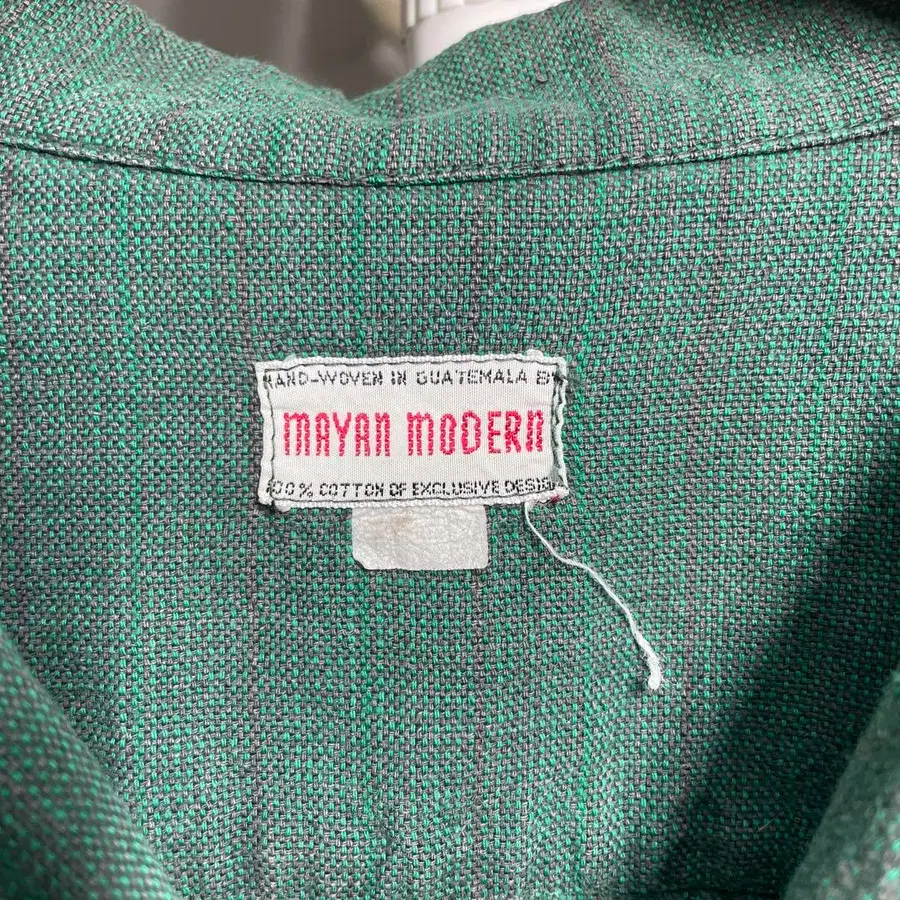 HAND-WOVEN IN GUATEMALA BY
MAYAN MODERN
100% COTTON OF EXCLUSIVE DESIGN